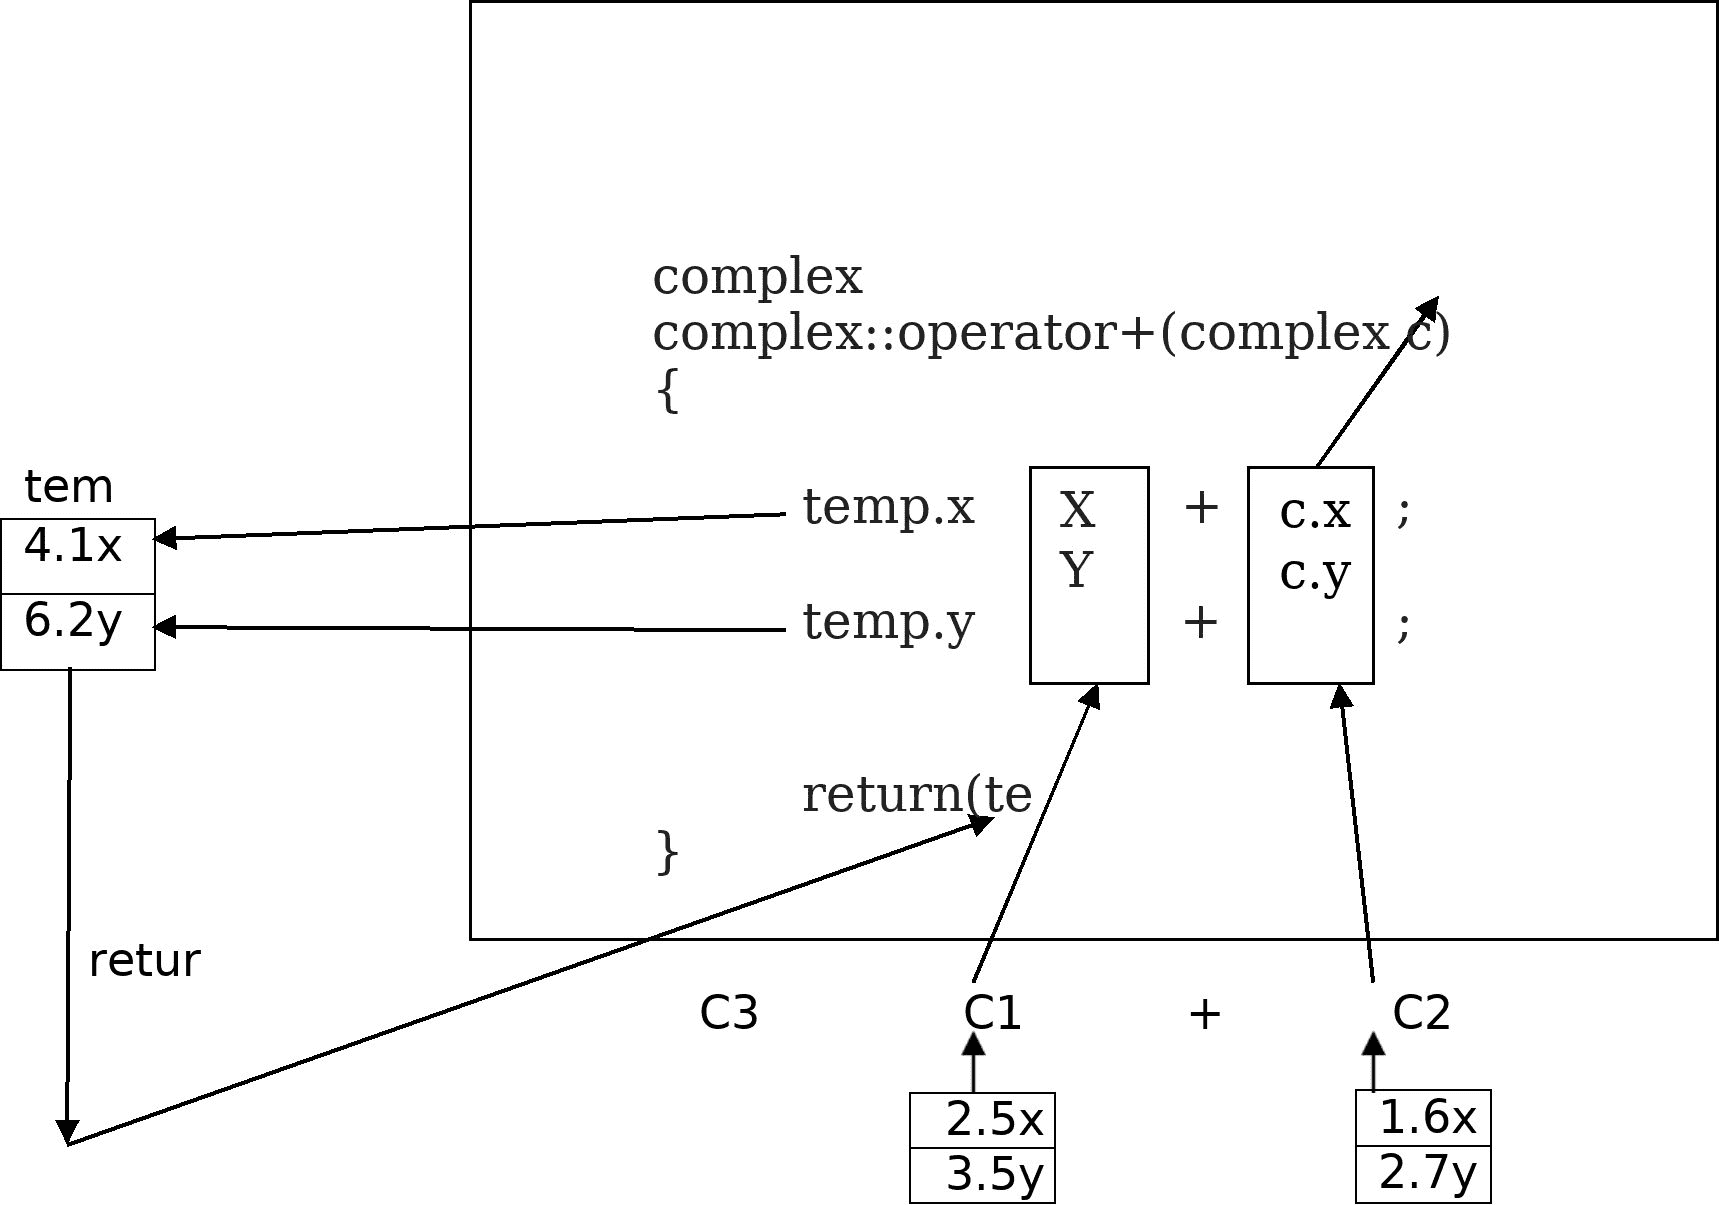 complex
complex::operator+(complex c)
{
tem
temp.x X + c.x ;
4.1x
Y c.y
6.2y
temp.y + ;
return(te
}
retur
C3 C1 + C2
2.5x 1.6x
3.5y 2.7y